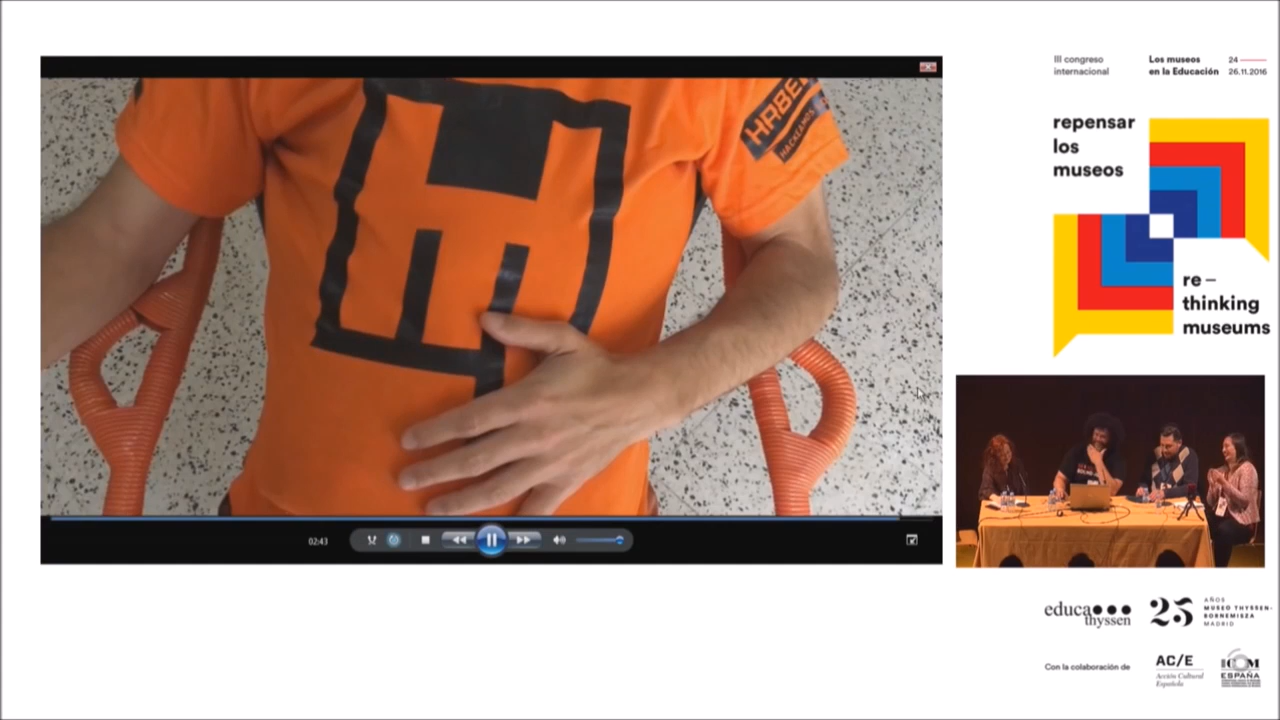 III congreso
internacional
Los museos
en la Educación
24
26.11.2016
repensar
los
museos
re–
thinking
museums
HACKEAMOS
02:43
educa
thyssen
25
AÑOS
MUSEO THYSSEN-
BORNEMISZA
MADRID
Con la colaboración de
AC/E
Acción Cultural
Española
ICOM
ESPAÑA